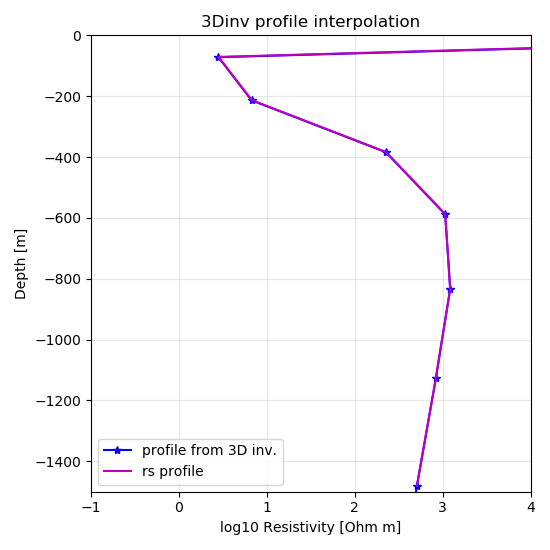 3Dinv profile interpolation
0
−200
−400
−600
−800
−1000
−1200
−1400
Depth [m]
profile from 3D inv.
rs profile
−1 0 1 2 3 4
log10 Resistivity [Ohm m]